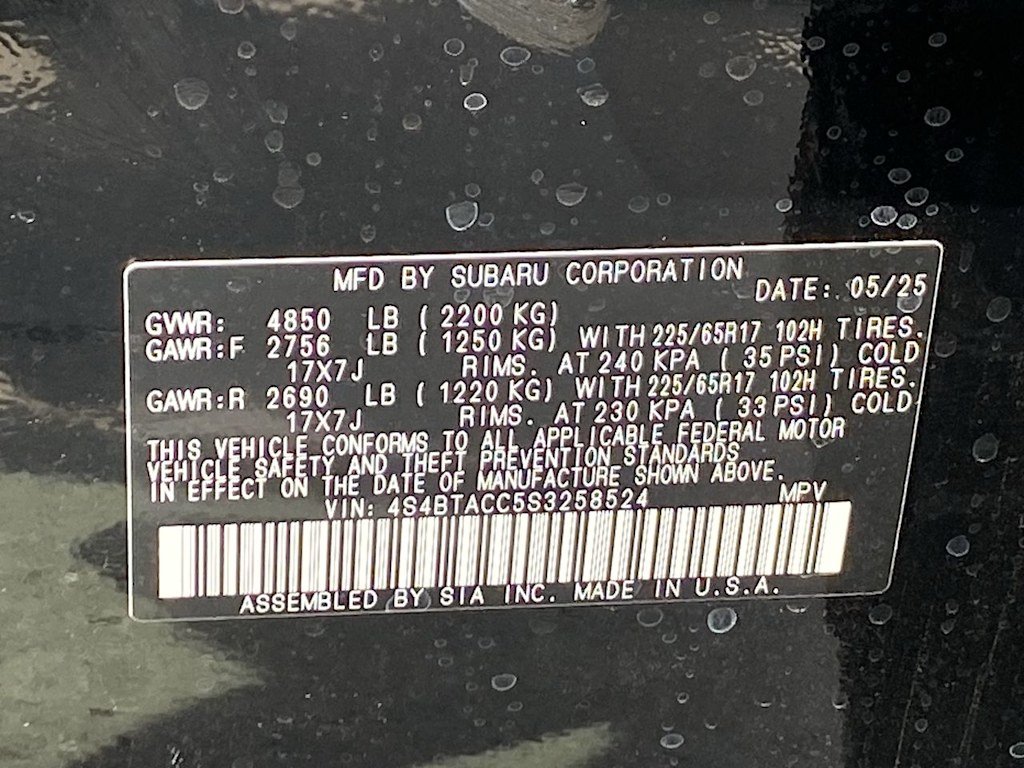 MFD BY SUBARU CORPORATION
DATE: 05/25
GVWR: 4850 LB ( 2200 KG)
GAWR:F 2756 LB ( 1250 KG) WITH 225/65R17 102H TIRES.
17X7J RIMS. AT 240 KPA ( 35 PSI) COLD
GAWR:R 2690 LB ( 1220 KG) WITH 225/65R17 102H TIRES.
17X7J RIMS. AT 230 KPA ( 33 PSI) COLD
THIS VEHICLE CONFORMS TO ALL APPLICABLE FEDERAL MOTOR
VEHICLE SAFETY AND THEFT PREVENTION STANDARDS
IN EFFECT ON THE DATE OF MANUFACTURE SHOWN ABOVE.
VIN: 4S4BTACC5S3258524 MPV
ASSEMBLED BY SIA INC. MADE IN U.S.A.